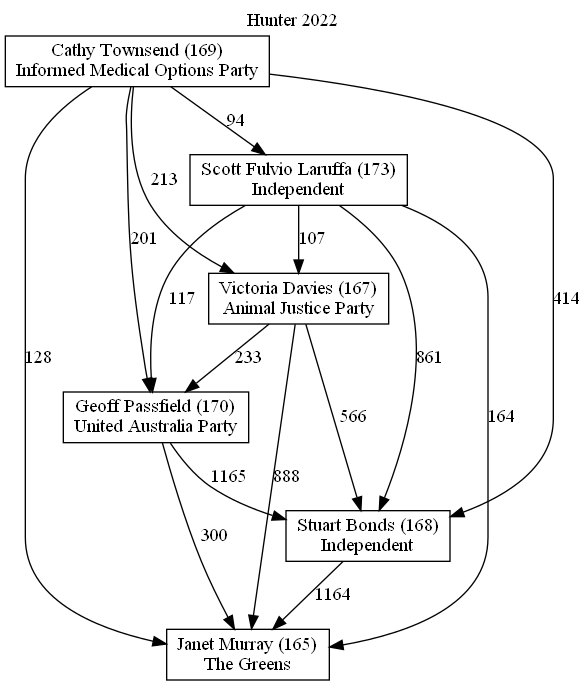 Hunter 2022
Cathy Townsend (169)
Informed Medical Options Party
94
Scott Fulvio Laruffa (173)
Independent
213
201
107
117
Victoria Davies (167)
Animal Justice Party
414
128
233
861
Geoff Passfield (170)
United Australia Party
566
164
1165
888
300
Stuart Bonds (168)
Independent
1164
Janet Murray (165)
The Greens